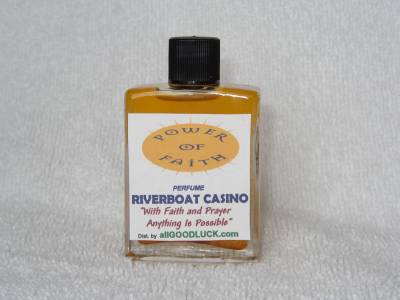 POWER
OF
FAITH
PERFUME
RIVERBOAT CASINO
"With Faith and Prayer
Anything Is Possible"
Dist. by allGOODLUCK.com